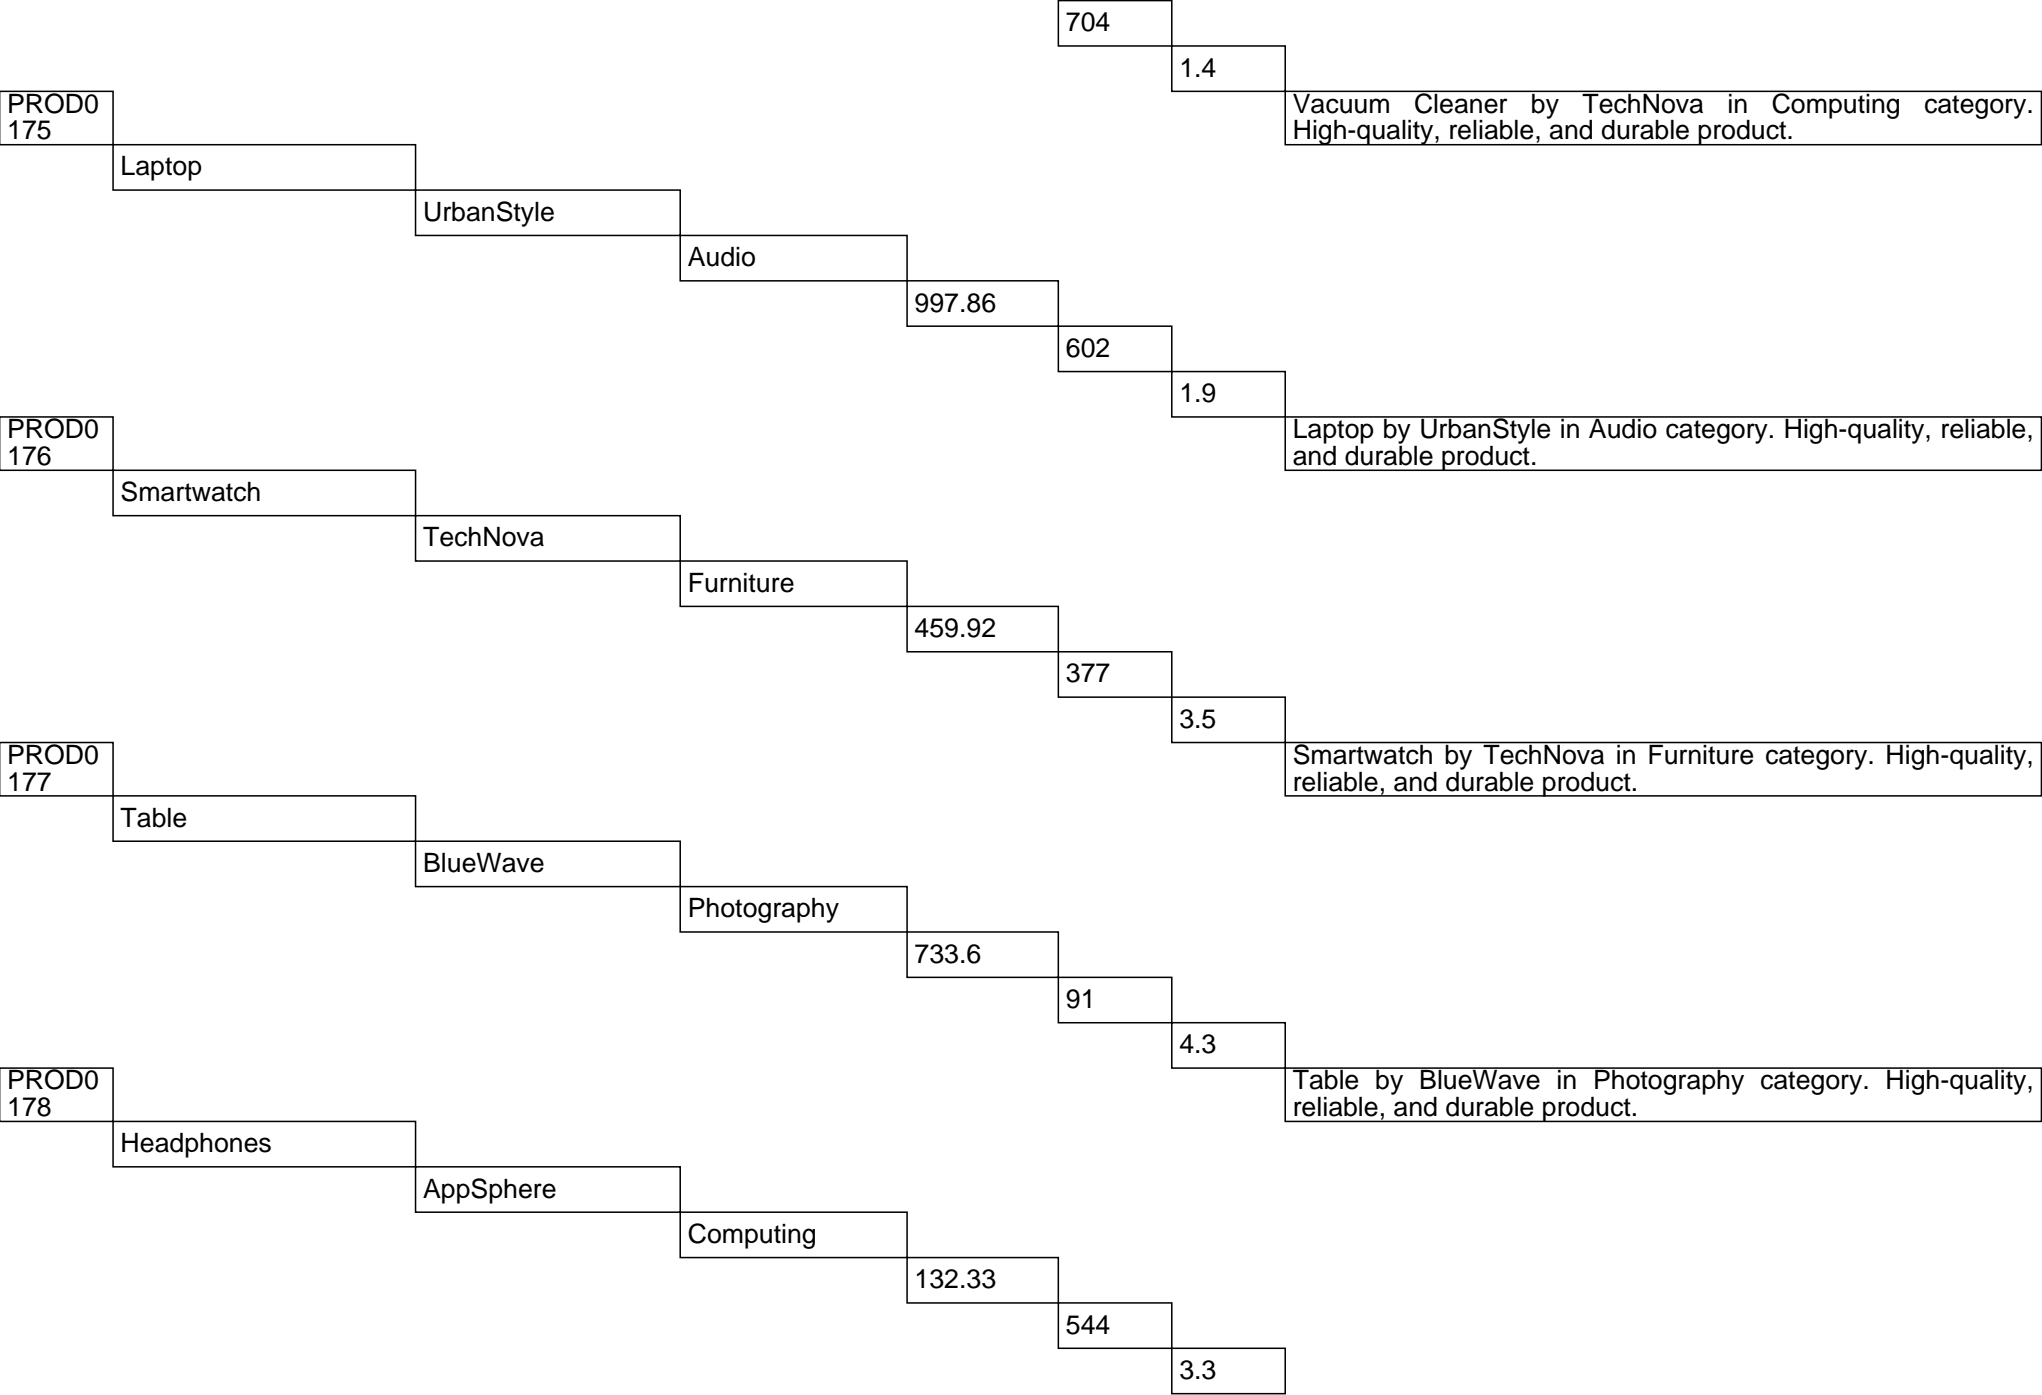 704
1.4
Vacuum Cleaner by TechNova in Computing category.
High-quality, reliable, and durable product.
PROD0
175
Laptop
UrbanStyle
Audio
997.86
602
1.9
Laptop by UrbanStyle in Audio category. High-quality, reliable,
and durable product.
PROD0
176
Smartwatch
TechNova
Furniture
459.92
377
3.5
Smartwatch by TechNova in Furniture category. High-quality,
reliable, and durable product.
PROD0
177
Table
BlueWave
Photography
733.6
91
4.3
Table by BlueWave in Photography category. High-quality,
reliable, and durable product.
PROD0
178
Headphones
AppSphere
Computing
132.33
544
3.3